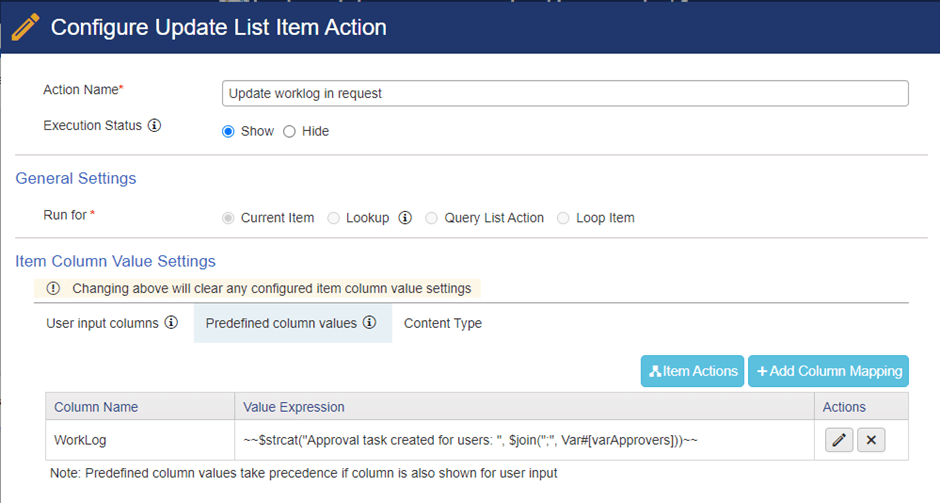 Configure Update List Item Action
Action Name*
Update worklog in request
Execution Status
Show Hide
General Settings
Run for *
Current Item Lookup Query List Action Loop Item
Item Column Value Settings
Changing above will clear any configured item column value settings
User input columns Predefined column values Content Type
Item Actions + Add Column Mapping
Column Name Value Expression Actions
WorkLog ~~$strcat("Approval task created for users: ", $join(";", Var#[varApprovers]))~~
Note: Predefined column values take precedence if column is also shown for user input